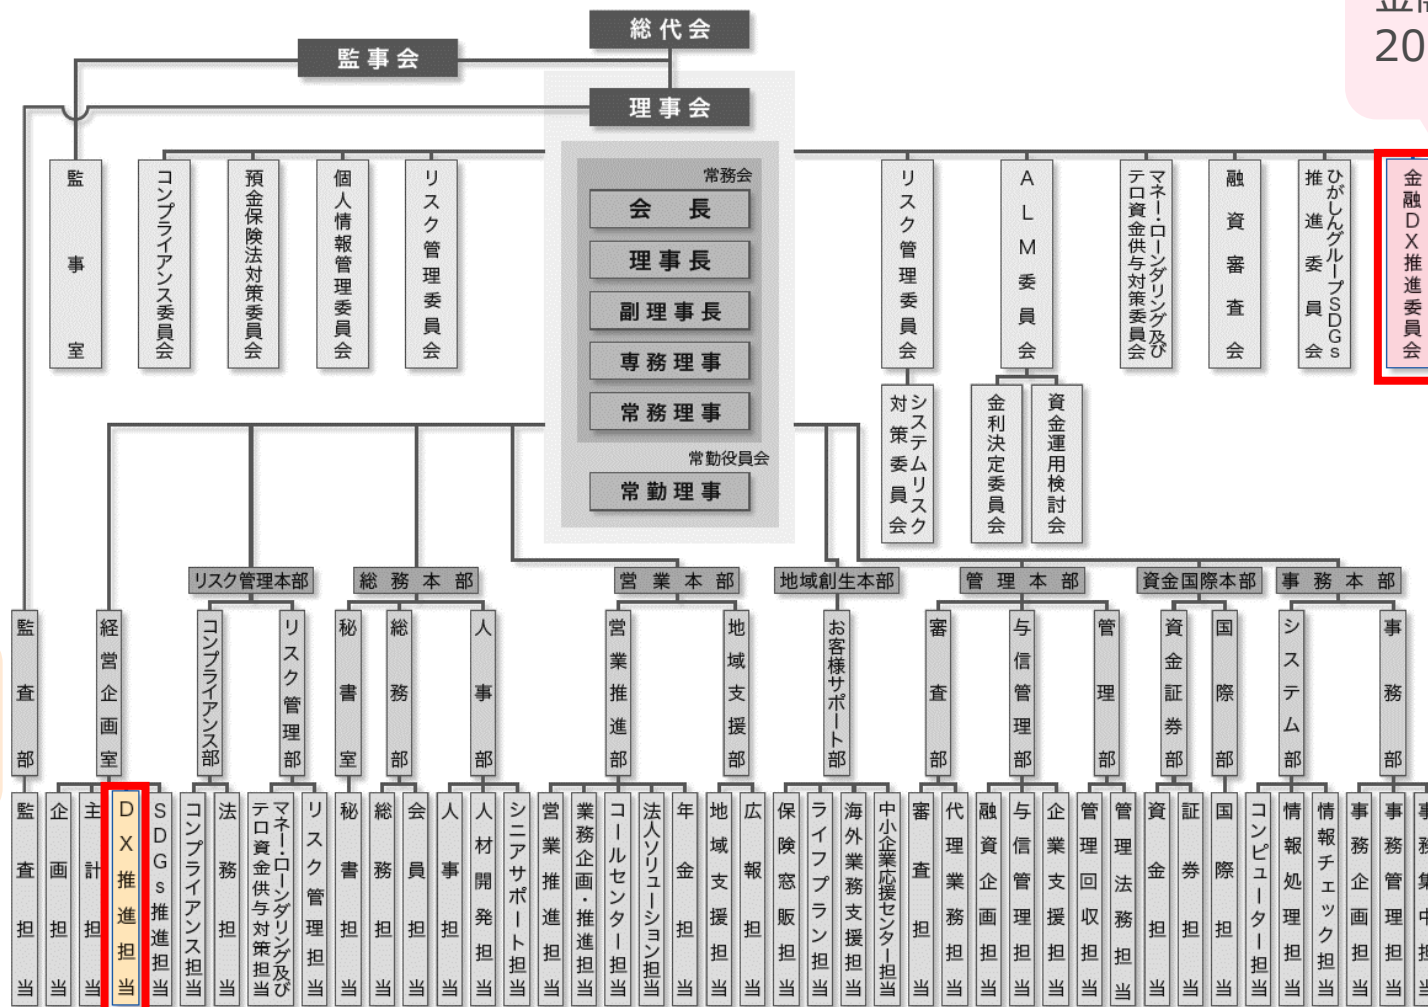 総代会
20
監事会
理事会
監事室
コンプライアンス委員会
預金保険法対策委員会
個人情報管理委員会
リスク管理委員会
常務会
会長
理事長
副理事長
専務理事
常務理事
常勤役員会
常勤理事
リスク管理委員会
ALM委員会
マネー・ローンダリング及び
テロ資金供与対策委員会
融資審査会
ひがしんグループSDGs
推進委員会
金融DX推進委員会
システムリスク
対策委員会
金利決定委員会
資金運用検討会
リスク管理本部
総務本部
営業本部
地域創生本部
管理本部
資金国際本部
事務本部
監査部
経営企画室
コンプライアンス部
リスク管理部
秘書室
総務部
人事部
営業推進部
地域支援部
お客様サポート部
審査部
与信管理部
管理部
資金証券部
国際部
システム部
事務部
監査担当
企画担当
主計担当
DX推進担当
SDGs推進担当
コンプライアンス担当
法務担当
マネー・ローンダリング及び
テロ資金供与対策担当
リスク管理担当
秘書担当
総務担当
会員担当
人事担当
人材開発担当
シニアサポート担当
営業推進担当
業務企画・推進担当
コールセンター担当
法人ソリューション担当
年金担当
地域支援担当
広報担当
保険窓販担当
ライフプラン担当
海外業務支援担当
中小企業応援センター担当
審査担当
代理業務担当
融資企画担当
与信管理担当
企業支援担当
管理回収担当
管理法務担当
資金担当
証券担当
国際担当
コンピューター担当
情報処理担当
情報チェック担当
事務企画担当
事務管理担当